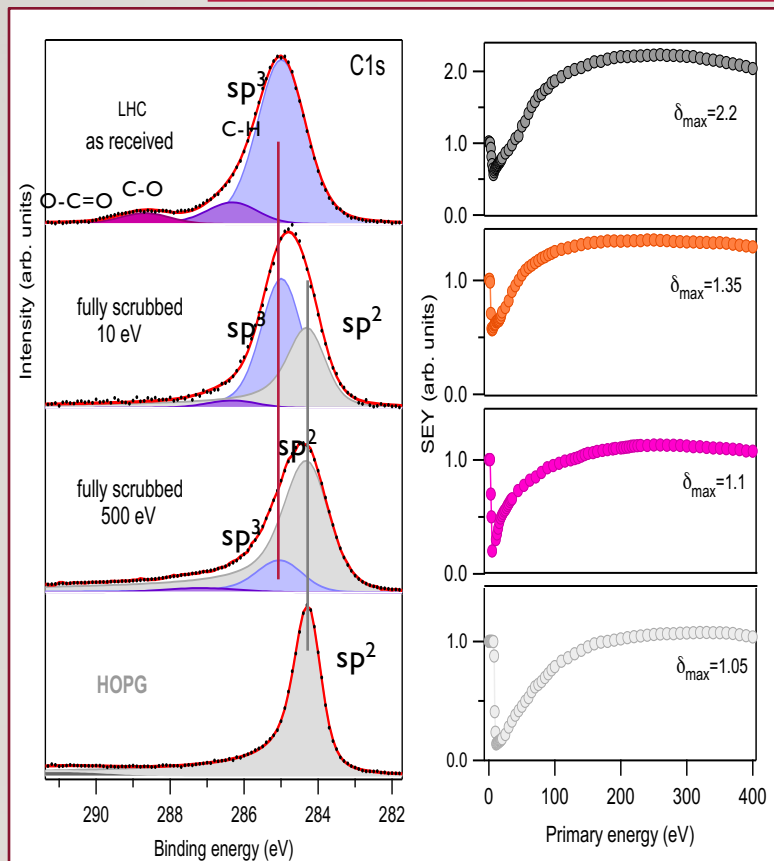 C1s
sp³
LHC
as received
C-H
C-O
O-C=O
fully scrubbed
10 eV
sp³
sp²
fully scrubbed
500 eV
sp²
sp³
HOPG
sp²
Intensity (arb. units)
290 288 286 284 282
Binding energy (eV)
2.0
1.0
0.0
δmax=2.2
1.0
0.0
δmax=1.35
1.0
0.0
δmax=1.1
1.0
0.0
δmax=1.05
SEY (arb. units)
0 100 200 300 400
Primary energy (eV)